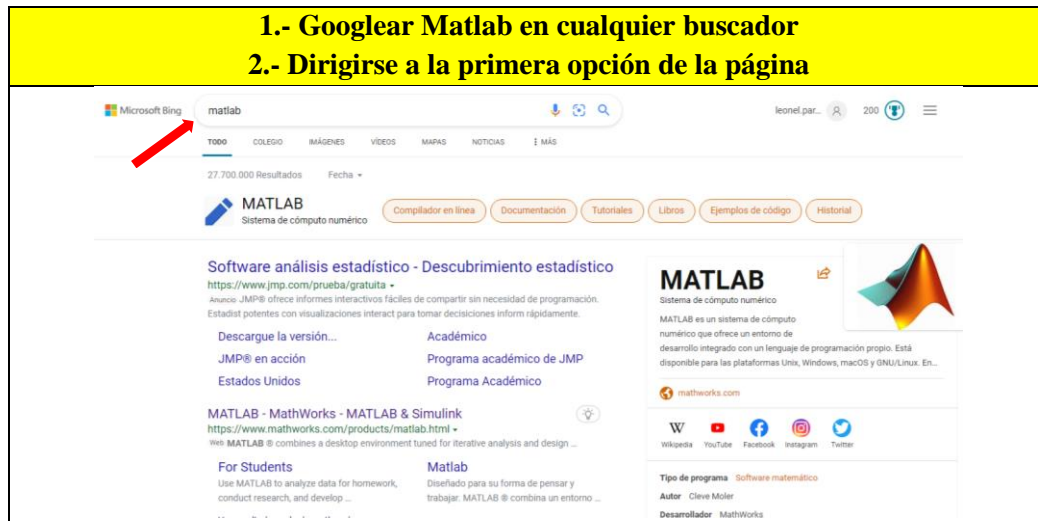 1.- Googlear Matlab en cualquier buscador
2.- Dirigirse a la primera opción de la página
Microsoft Bing
matlab
leonel.par...
200
TODO COLEGIO IMÁGENES VÍDEOS MAPAS NOTICIAS MÁS
27.700.000 Resultados Fecha
MATLAB
Sistema de cómputo numérico
Compilador en línea Documentación Tutoriales Libros Ejemplos de código Historial
Software análisis estadístico - Descubrimiento estadístico
https://www.jmp.com/prueba/gratuita
Anuncio JMP® ofrece informes interactivos fáciles de compartir sin necesidad de programación.
Estadist potentes con visualizaciones interact para tomar decisiciones inform rápidamente.
Descargue la versión... Académico
JMP® en acción Programa académico de JMP
Estados Unidos Programa Académico
MATLAB - MathWorks - MATLAB & Simulink
https://www.mathworks.com/products/matlab.html
Web MATLAB ® combines a desktop environment tuned for iterative analysis and design ...
For Students Matlab
Use MATLAB to analyze data for homework, Diseñado para su forma de pensar y
conduct research, and develop ... trabajar. MATLAB ® combina un entorno ...
MATLAB
Sistema de cómputo numérico
MATLAB es un sistema de cómputo
numérico que ofrece un entorno de
desarrollo integrado con un lenguaje de programación propio. Está
disponible para las plataformas Unix, Windows, macOS y GNU/Linux. En...
mathworks.com
W
Wikipedia YouTube Facebook Instagram Twitter
Tipo de programa Software matemático
Autor Cleve Moler
Desarrollador MathWorks